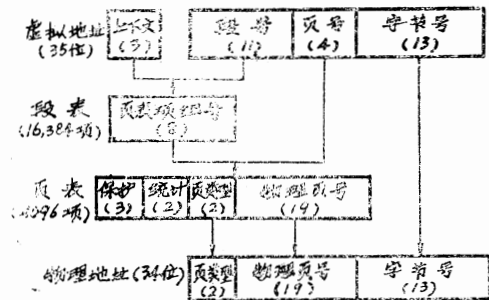 虚拟地址
(35位)
上下文
(3)
段号
(11)
页号
(4)
字节号
(13)
段表
(16,384项)
页表项组号
(8)
页表
(4096项)
保护
(3)
统计
(2)
页类型
(2)
物理页号
(19)
物理地址(34位)
页类型
(2)
物理页号
(19)
字节号
(13)